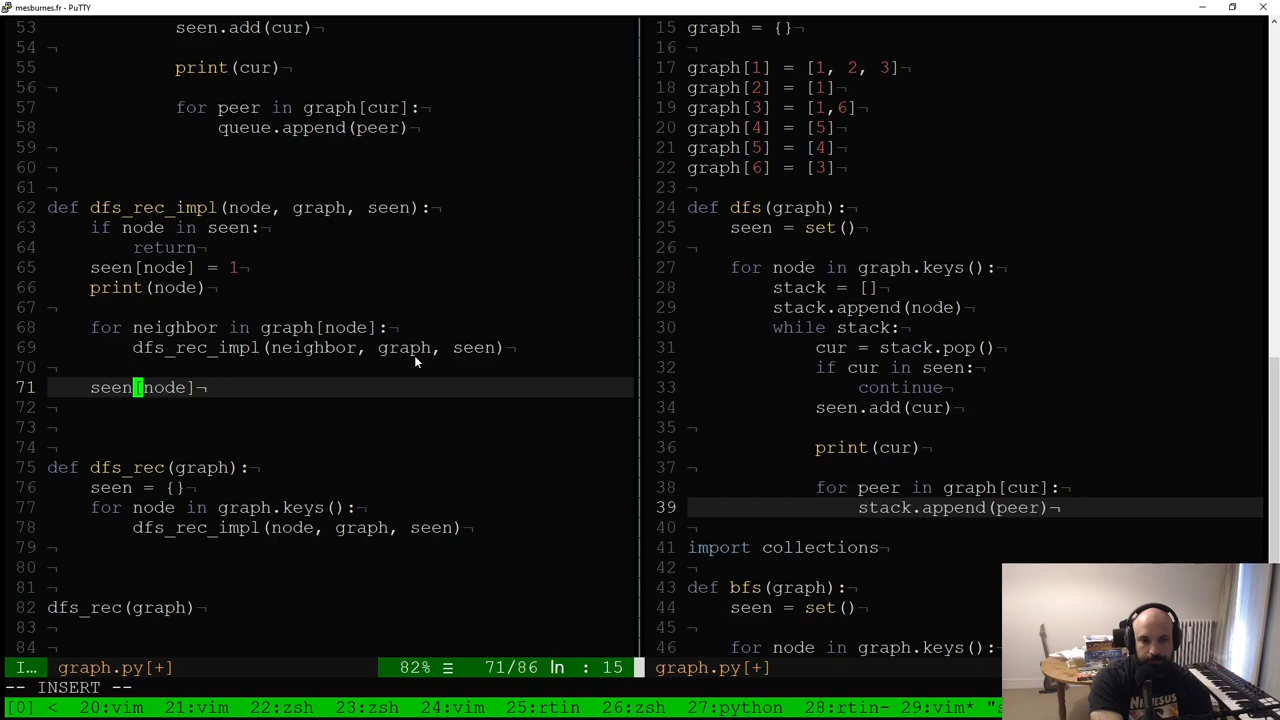 mesburnes.fr - PuTTY
53 seen.add(cur)¬
54 ¬
55 print(cur)¬
56 ¬
57 for peer in graph[cur]:¬
58 queue.append(peer)¬
59 ¬
60 ¬
61 ¬
62 def dfs_rec_impl(node, graph, seen):¬
63 if node in seen:¬
64 return¬
65 seen[node] = 1¬
66 print(node)¬
67 ¬
68 for neighbor in graph[node]:¬
69 dfs_rec_impl(neighbor, graph, seen)¬
70 ¬
71 seen[node]¬
72 ¬
73 ¬
74 ¬
75 def dfs_rec(graph):¬
76 seen = {}¬
77 for node in graph.keys():¬
78 dfs_rec_impl(node, graph, seen)¬
79 ¬
80 ¬
81 ¬
82 dfs_rec(graph)¬
83 ¬
84 ¬
I… graph.py[+] 82% ☰ 71/86 ln : 15
15 graph = {}¬
16 ¬
17 graph[1] = [1, 2, 3]¬
18 graph[2] = [1]¬
19 graph[3] = [1,6]¬
20 graph[4] = [5]¬
21 graph[5] = [4]¬
22 graph[6] = [3]¬
23 ¬
24 def dfs(graph):¬
25 seen = set()¬
26 ¬
27 for node in graph.keys():¬
28 stack = []¬
29 stack.append(node)¬
30 while stack:¬
31 cur = stack.pop()¬
32 if cur in seen:¬
33 continue¬
34 seen.add(cur)¬
35 ¬
36 print(cur)¬
37 ¬
38 for peer in graph[cur]:¬
39 stack.append(peer)¬
40 ¬
41 import collections¬
42 ¬
43 def bfs(graph):¬
44 seen = set()¬
45 ¬
46 for node in graph.keys():¬
graph.py[+]
-- INSERT --
[0] < 20:vim 21:vim 22:zsh 23:zsh 24:vim 25:rtin 26:zsh 27:python 28:rtin- 29:vim* "s